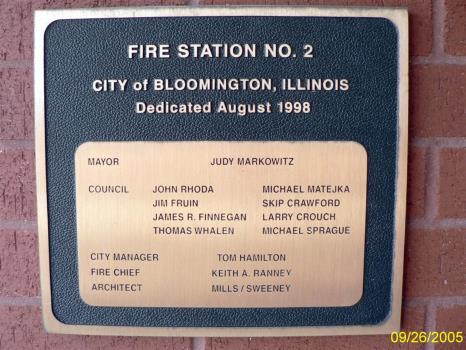 FIRE STATION NO. 2
CITY of BLOOMINGTON, ILLINOIS
Dedicated August 1998
MAYOR JUDY MARKOWITZ
COUNCIL JOHN RHODA MICHAEL MATEJKA
JIM FRUIN SKIP CRAWFORD
JAMES R. FINNEGAN LARRY CROUCH
THOMAS WHALEN MICHAEL SPRAGUE
CITY MANAGER TOM HAMILTON
FIRE CHIEF KEITH A. RANNEY
ARCHITECT MILLS / SWEENEY
09/26/2005